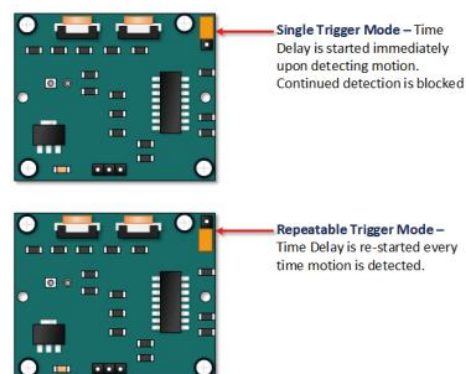 Single Trigger Mode – Time
Delay is started immediately
upon detecting motion.
Continued detection is blocked
Repeatable Trigger Mode –
Time Delay is re-started every
time motion is detected.